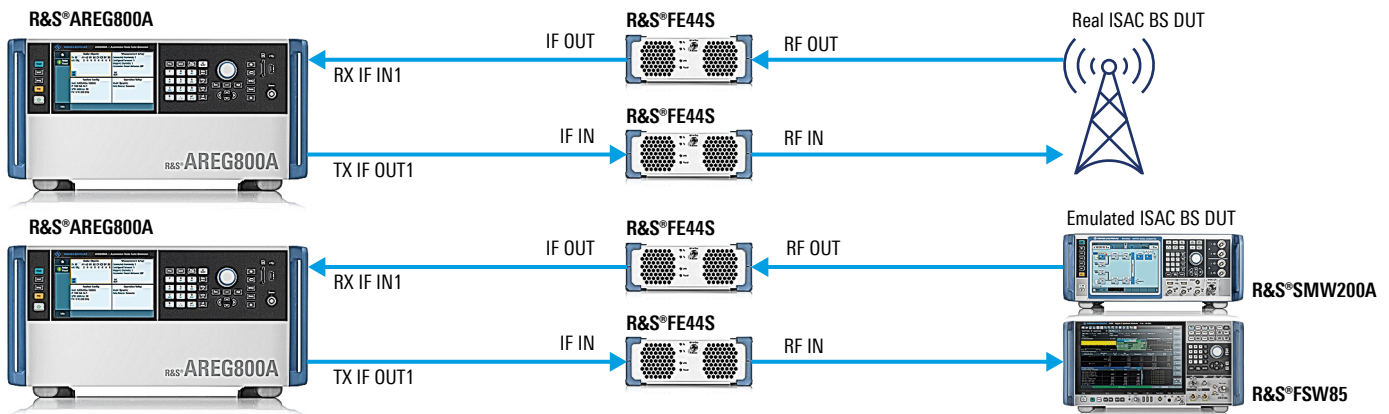 R&S®AREG800A
R&S®FE44S
Real ISAC BS DUT
IF OUT
RF OUT
RX IF IN1
R&S®FE44S
IF IN
RF IN
R&S®AREG800A
TX IF OUT1
R&S®AREG800A
R&S®FE44S
Emulated ISAC BS DUT
IF OUT
RF OUT
RX IF IN1
R&S®SMW200A
R&S®FE44S
IF IN
RF IN
R&S®AREG800A
TX IF OUT1
R&S®FSW85